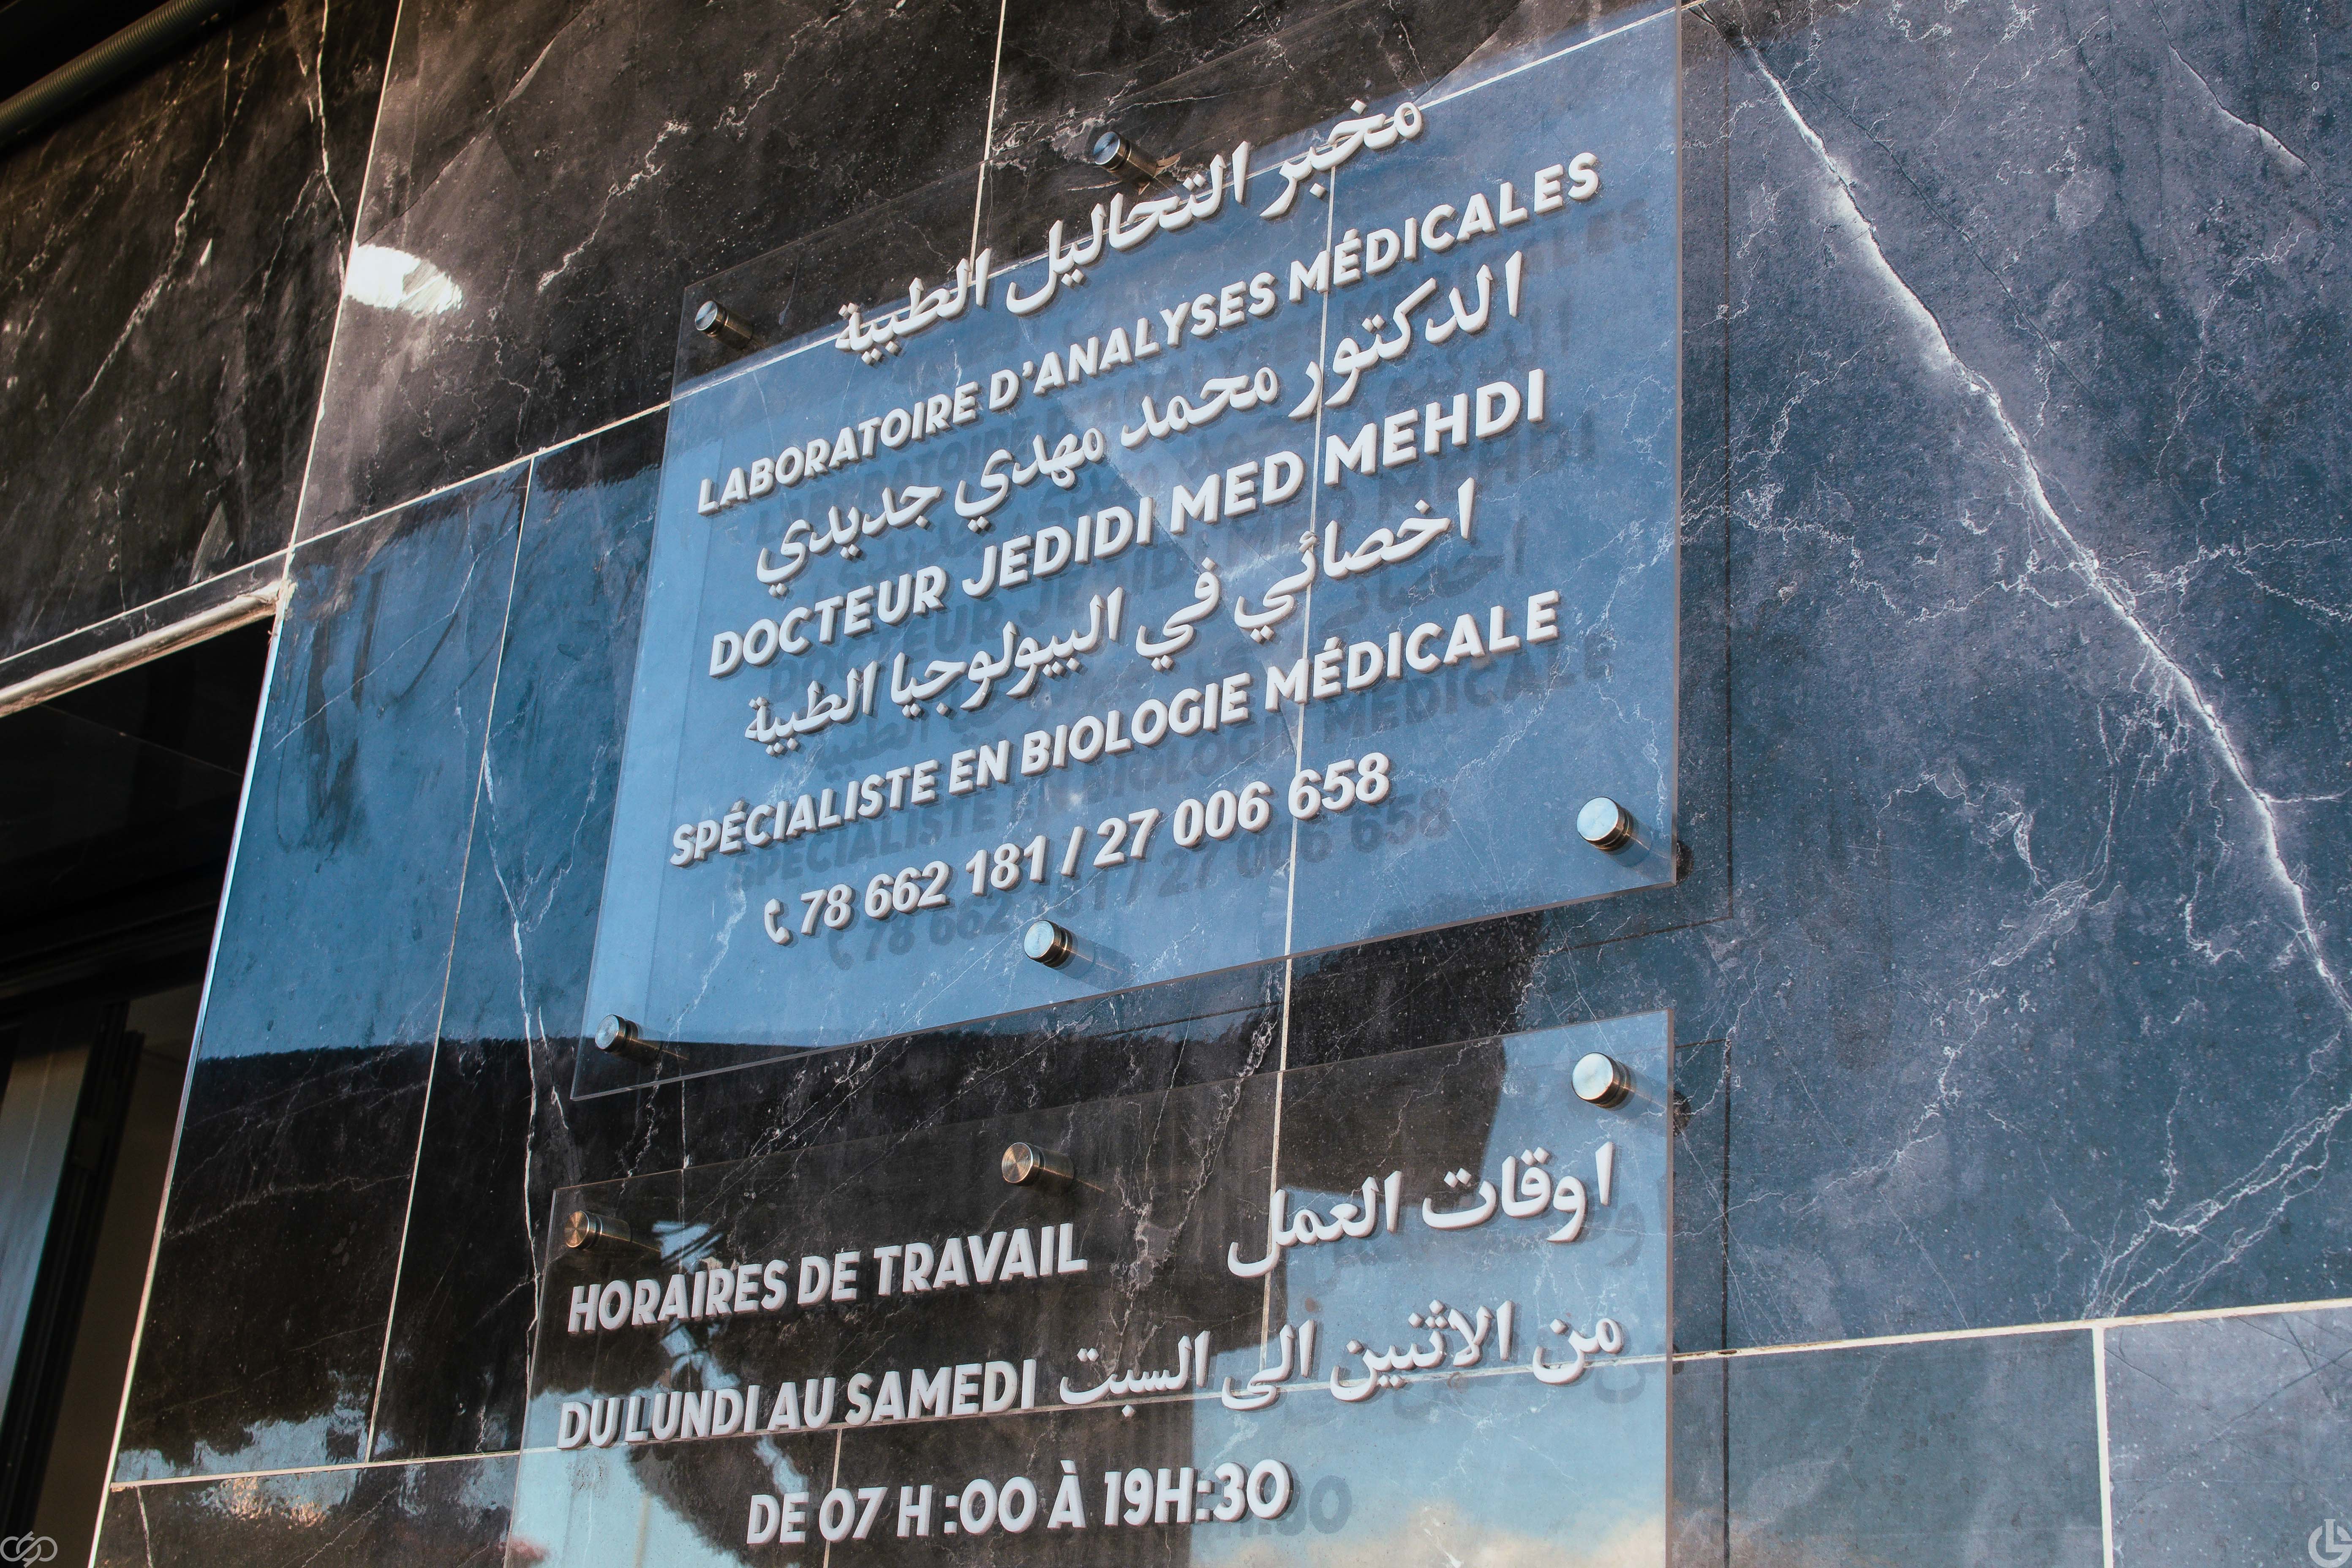 مخبر التحاليل الطبية
LABORATOIRE D'ANALYSES MÉDICALES
الدكتور محمد مهدي جديدي
DOCTEUR JEDIDI MED MEHDI
اخصائي في البيولوجيا الطبية
SPÉCIALISTE EN BIOLOGIE MÉDICALE
78 662 181 / 27 006 658
HORAIRES DE TRAVAIL اوقات العمل
DU LUNDI AU SAMEDI من الاثنين الى السبت
DE 07 H :00 À 19H:30